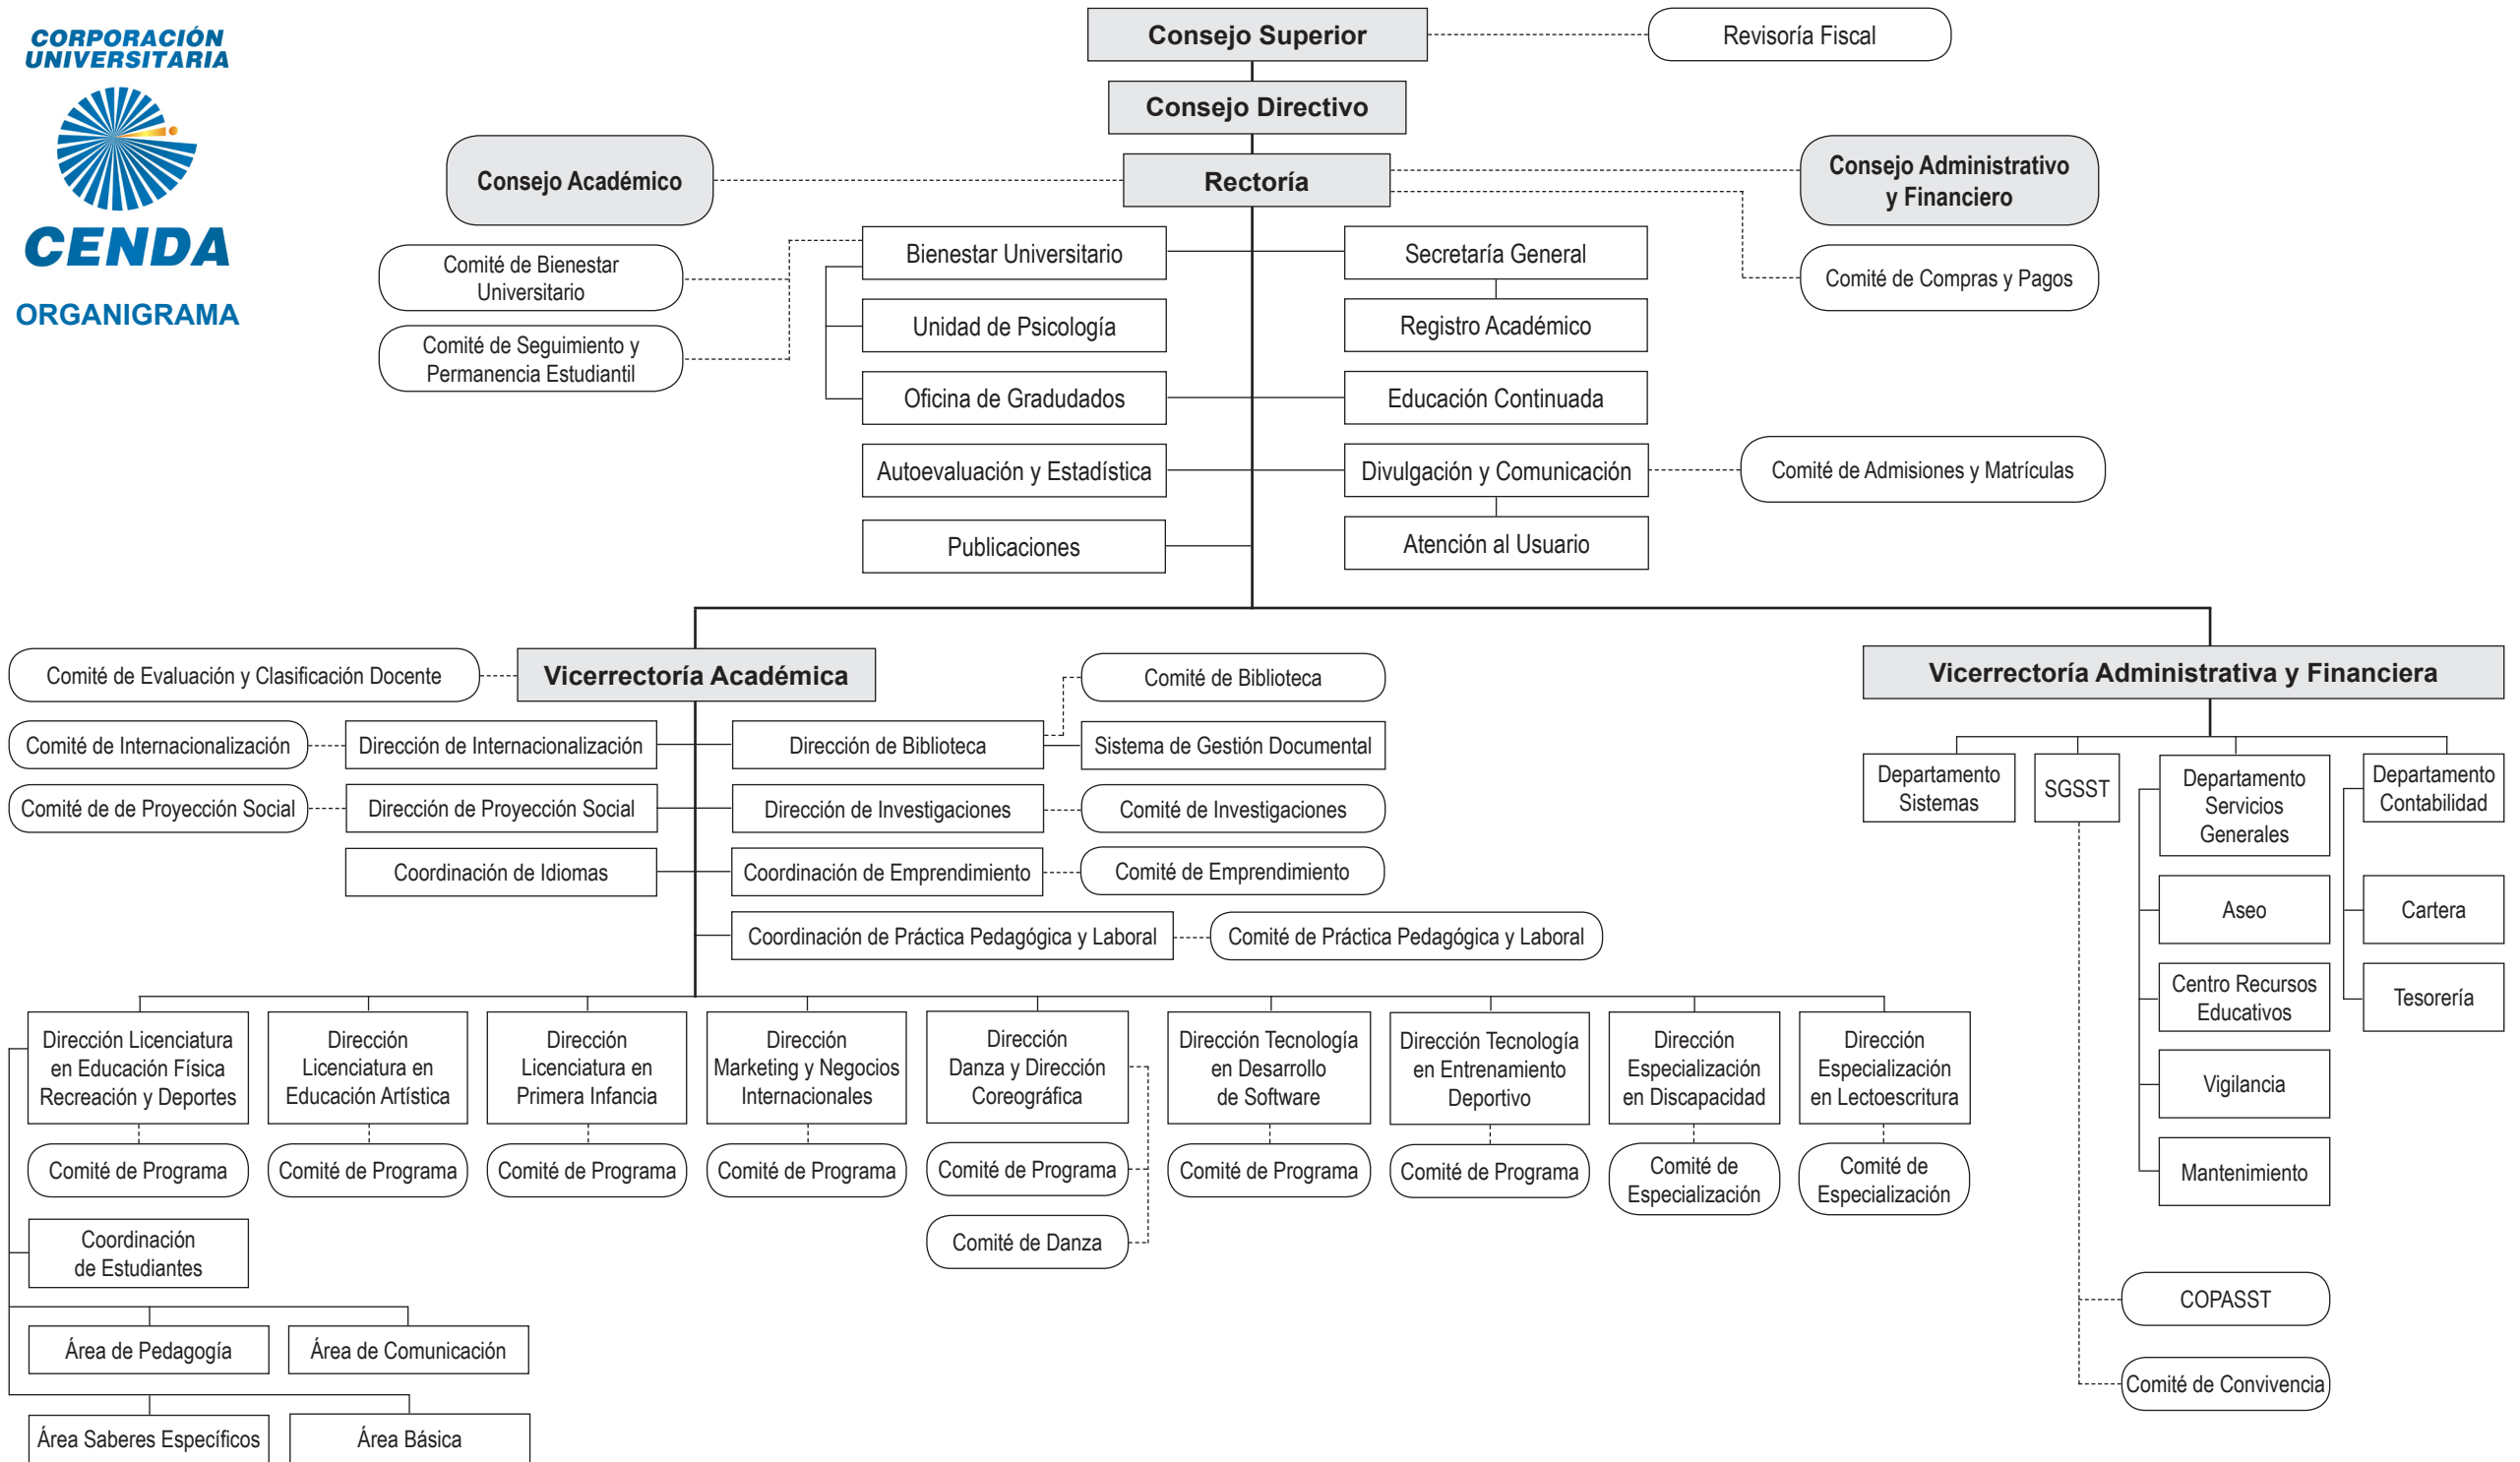 CORPORACIÓN
UNIVERSITARIA
CENDA
ORGANIGRAMA
Consejo Superior
Revisoría Fiscal
Consejo Directivo
Consejo Académico
Rectoría
Consejo Administrativo
y Financiero
Comité de Bienestar
Universitario
Bienestar Universitario
Secretaría General
Comité de Compras y Pagos
Comité de Seguimiento y
Permanencia Estudiantil
Unidad de Psicología
Registro Académico
Oficina de Gradudados
Educación Continuada
Autoevaluación y Estadística
Divulgación y Comunicación
Comité de Admisiones y Matrículas
Publicaciones
Atención al Usuario
Comité de Evaluación y Clasificación Docente
Vicerrectoría Académica
Comité de Biblioteca
Vicerrectoría Administrativa y Financiera
Comité de Internacionalización
Dirección de Internacionalización
Dirección de Biblioteca
Sistema de Gestión Documental
Comité de de Proyección Social
Dirección de Proyección Social
Dirección de Investigaciones
Comité de Investigaciones
Coordinación de Idiomas
Coordinación de Emprendimiento
Comité de Emprendimiento
Coordinación de Práctica Pedagógica y Laboral
Comité de Práctica Pedagógica y Laboral
Departamento
Sistemas
SGSST
Departamento
Servicios
Generales
Departamento
Contabilidad
Aseo
Cartera
Centro Recursos
Educativos
Tesorería
Vigilancia
Mantenimiento
COPASST
Comité de Convivencia
Dirección Licenciatura
en Educación Física
Recreación y Deportes
Dirección
Licenciatura en
Educación Artística
Dirección
Licenciatura en
Primera Infancia
Dirección
Marketing y Negocios
Internacionales
Dirección
Danza y Dirección
Coreográfica
Dirección Tecnología
en Desarrollo
de Software
Dirección Tecnología
en Entrenamiento
Deportivo
Dirección
Especialización
en Discapacidad
Dirección
Especialización
en Lectoescritura
Comité de Programa
Comité de Programa
Comité de Programa
Comité de Programa
Comité de Programa
Comité de Programa
Comité de Programa
Comité de
Especialización
Comité de
Especialización
Comité de Danza
Coordinación
de Estudiantes
Área de Pedagogía
Área de Comunicación
Área Saberes Específicos
Área Básica